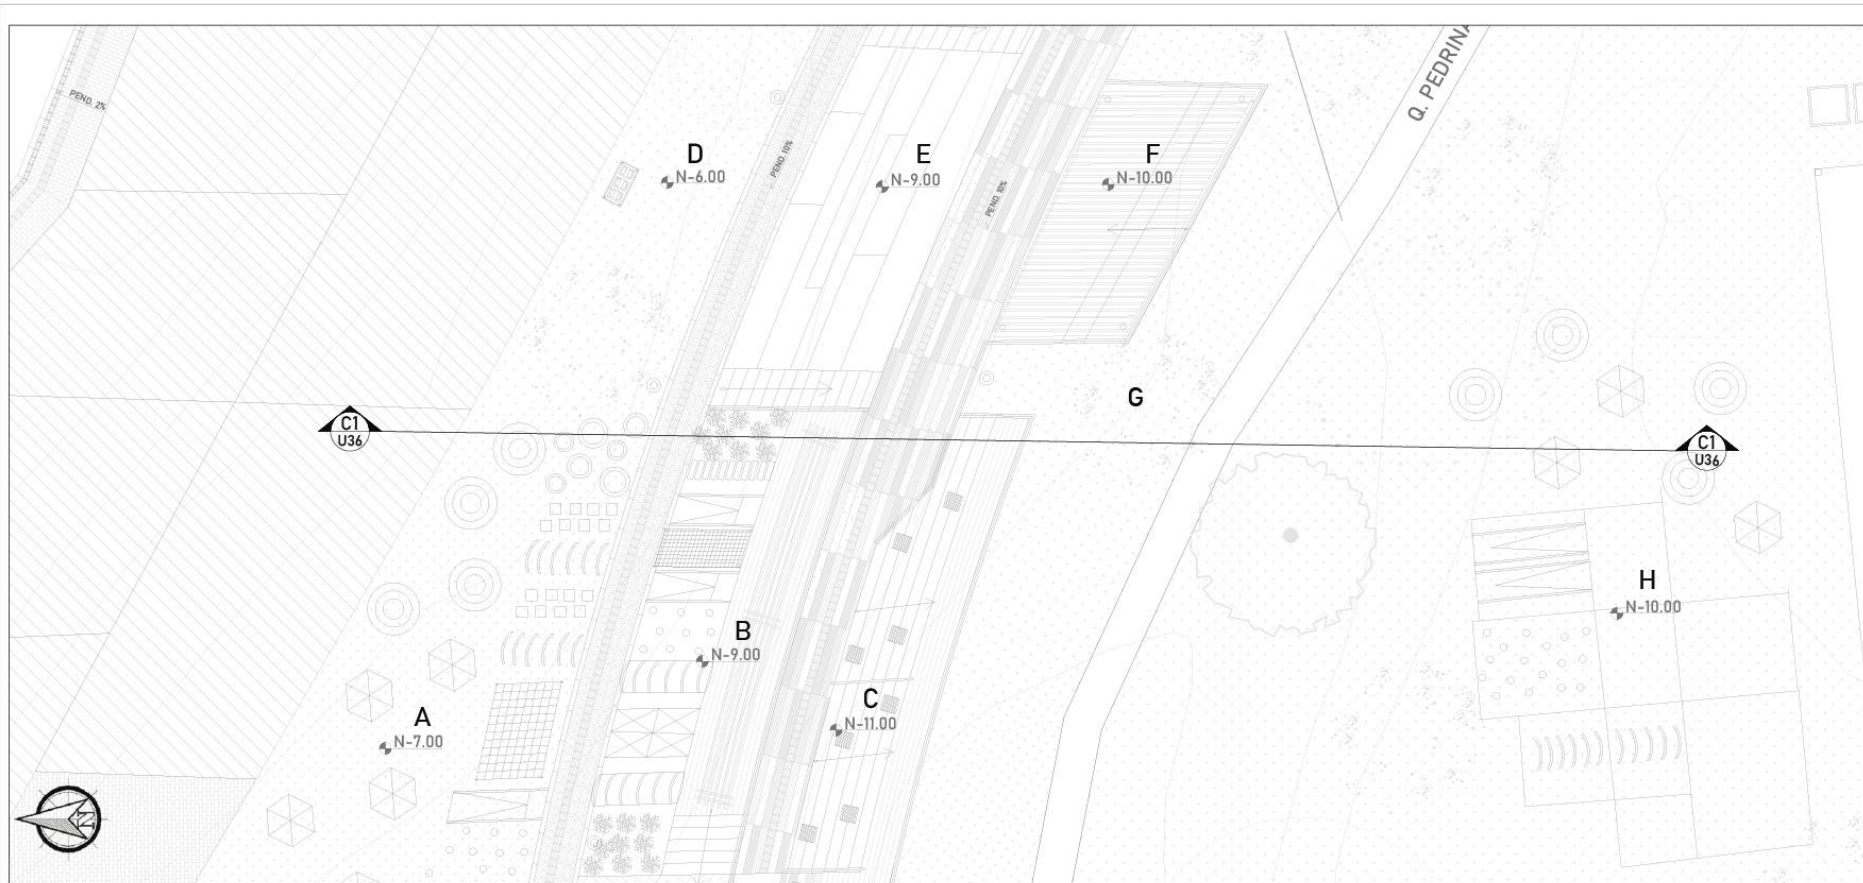 Q. PEDRINA
PEND. 2%
D
N-6.00
PEND. 10%
E
N-9.00
PEND. 10%
F
N-10.00
G
C1
U36
C1
U36
H
N-10.00
B
N-9.00
C
N-11.00
A
N-7.00
N